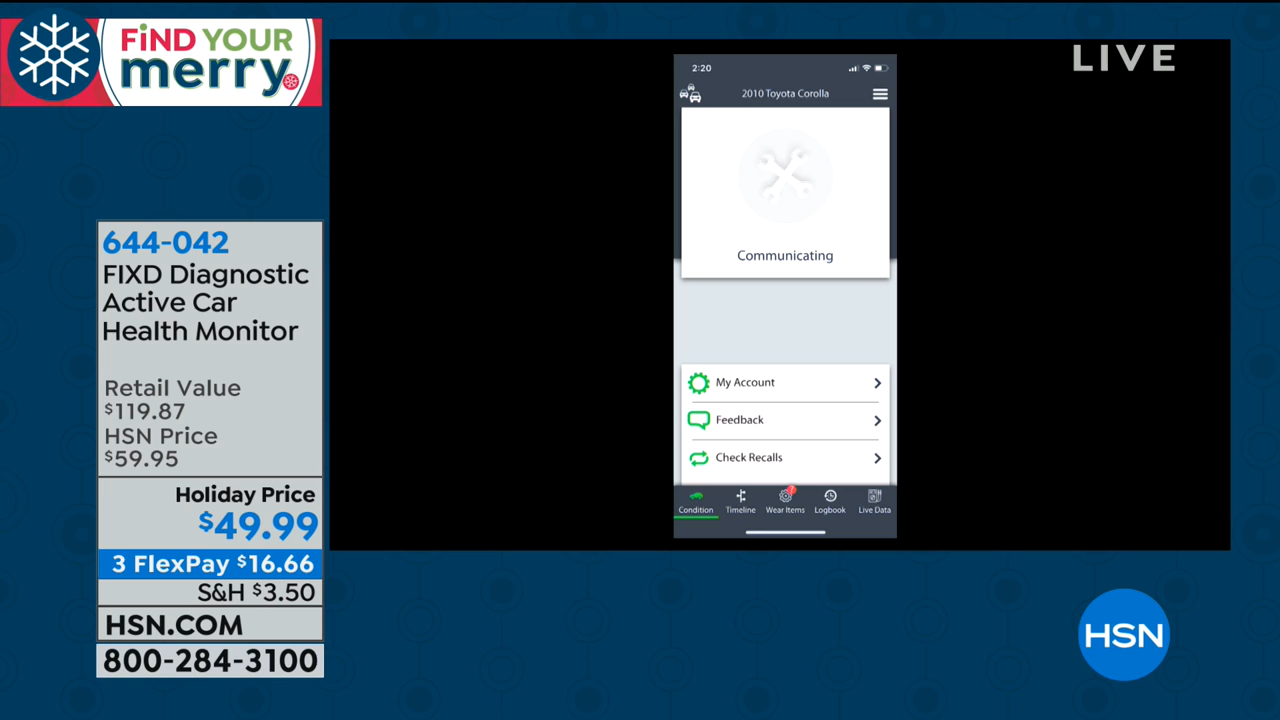 FiND YOUR
merry.
LIVE
2:20
2010 Toyota Corolla
Communicating
My Account
Feedback
Check Recalls
Condition
Timeline
Wear Items
Logbook
Live Data
644-042
FIXD Diagnostic
Active Car
Health Monitor
Retail Value
$119.87
HSN Price
$59.95
Holiday Price
$49.99
3 FlexPay $16.66
S&H $3.50
HSN.COM
800-284-3100
HSN